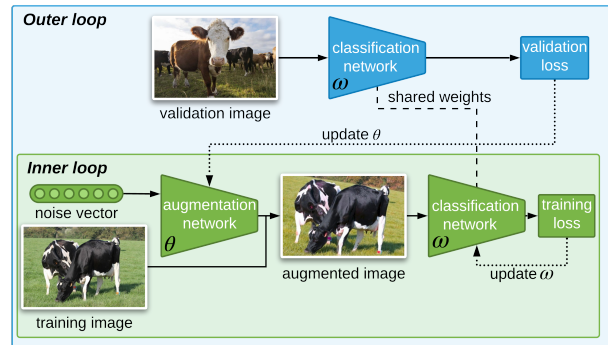 Outer loop
validation image
classification
network
ω
validation
loss
shared weights
update θ
Inner loop
noise vector
training image
augmentation
network
θ
augmented image
classification
network
ω
training
loss
update ω